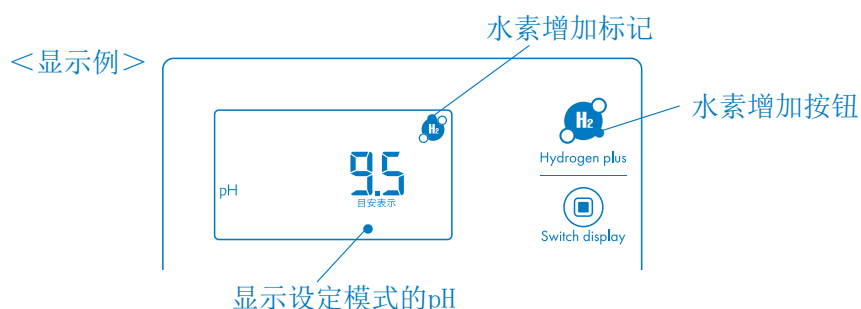 水素增加标记
＜显示例＞
H2
水素增加按钮
H2
9.5
Hydrogen plus
pH
目安表示
Switch display
显示设定模式的pH